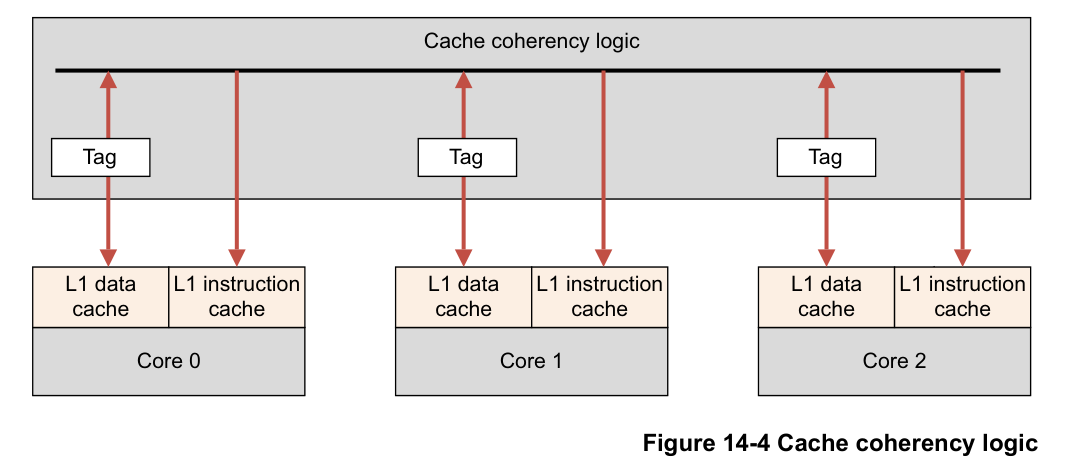 Cache coherency logic
Tag
Tag
Tag
L1 data
cache
L1 instruction
cache
L1 data
cache
L1 instruction
cache
L1 data
cache
L1 instruction
cache
Core 0
Core 1
Core 2
Figure 14-4 Cache coherency logic